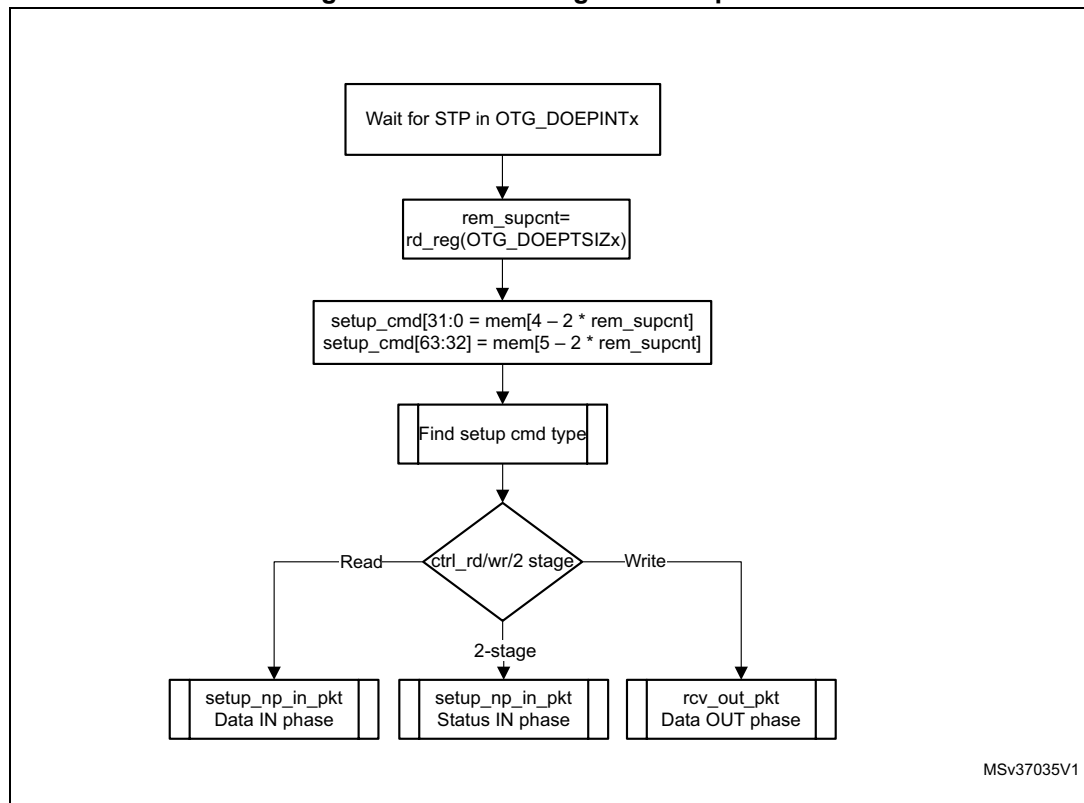 Wait for STP in OTG_DOEPINTx
rem_supcnt=
rd_reg(OTG_DOEPTSIZx)
setup_cmd[31:0 = mem[4 – 2 * rem_supcnt]
setup_cmd[63:32] = mem[5 – 2 * rem_supcnt]
Find setup cmd type
ctrl_rd/wr/2 stage
Read
Write
2-stage
setup_np_in_pkt
Data IN phase
setup_np_in_pkt
Status IN phase
rcv_out_pkt
Data OUT phase
MSv37035V1